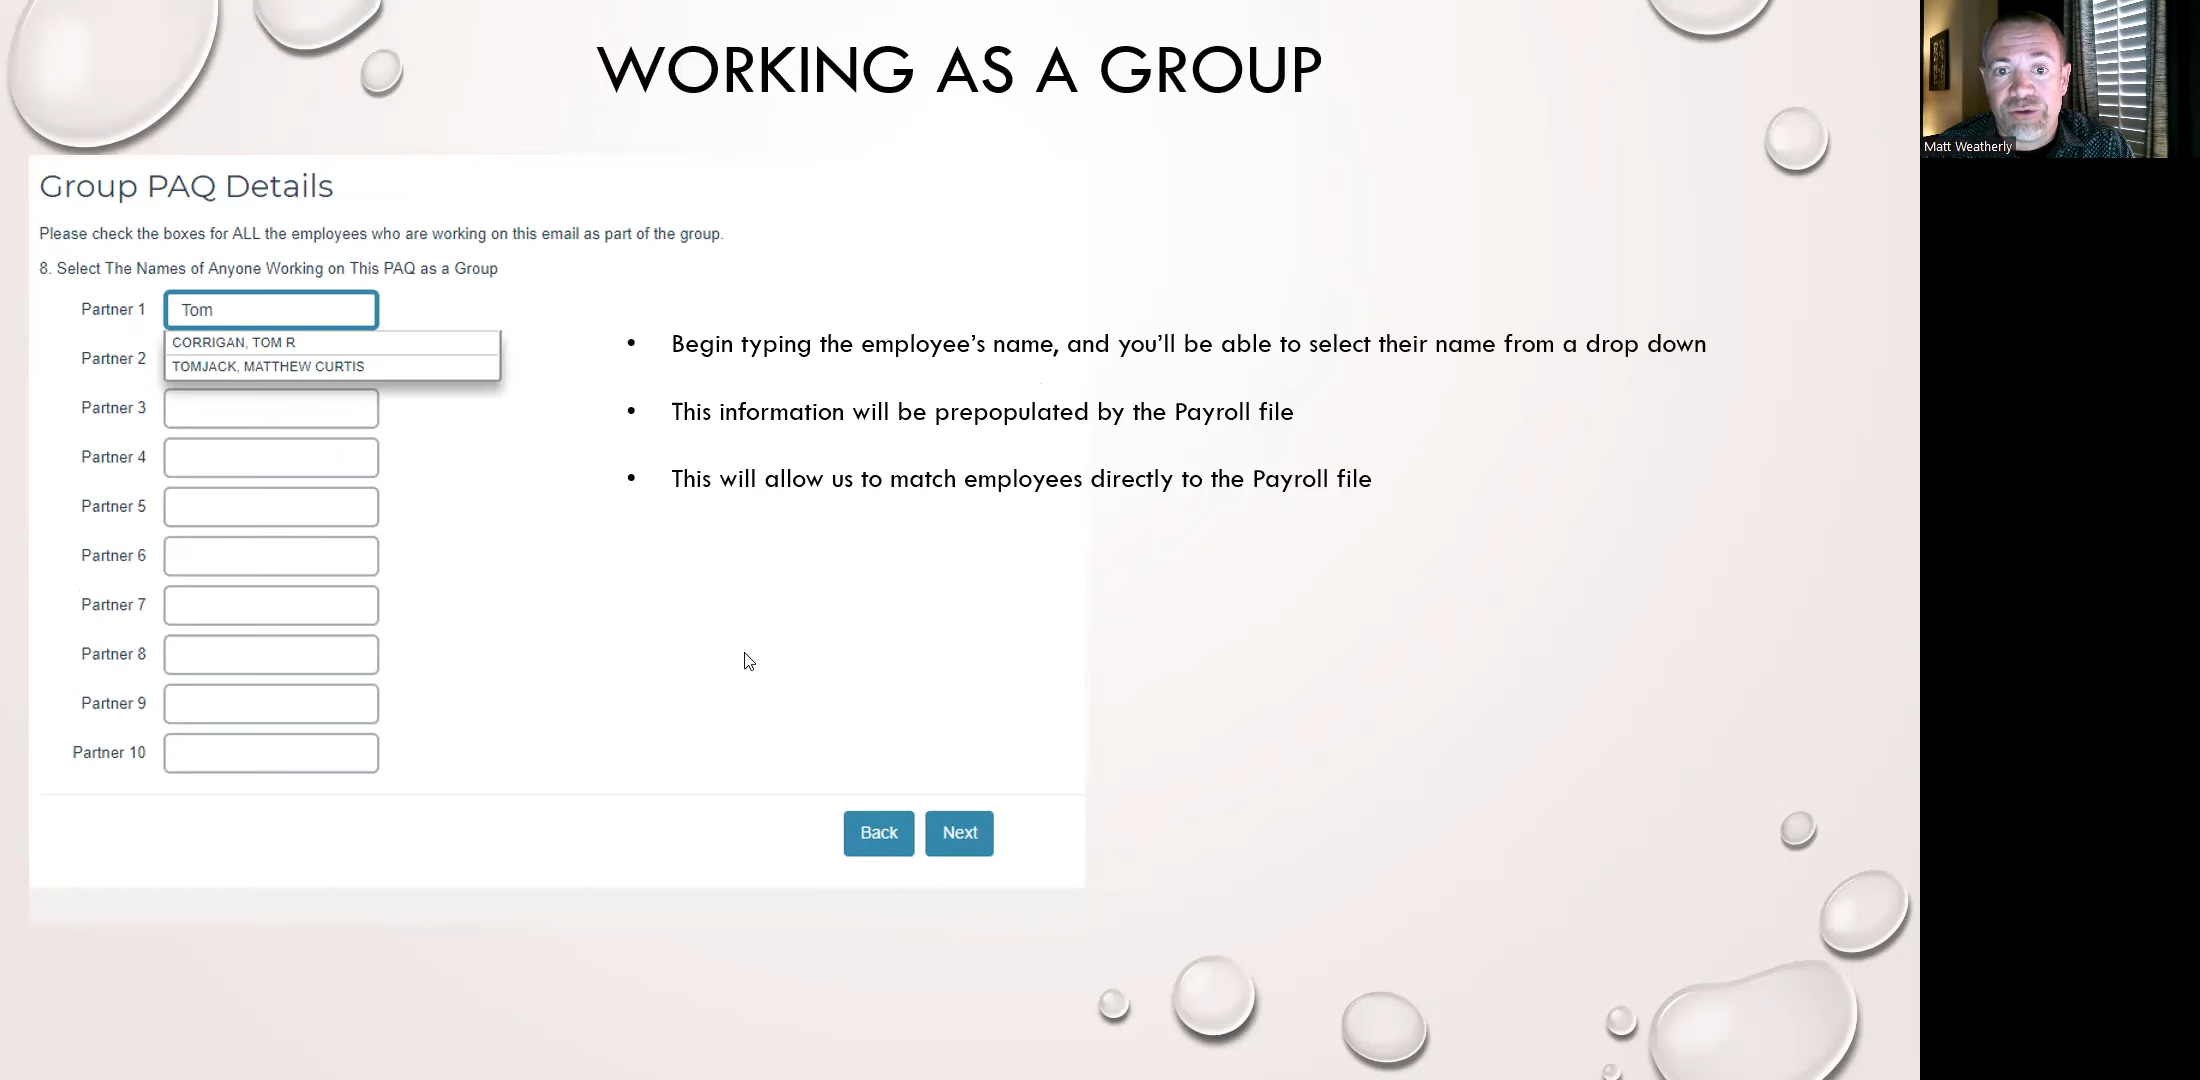 WORKING AS A GROUP
Matt Weatherly
Group PAQ Details
Please check the boxes for ALL the employees who are working on this email as part of the group.
8. Select The Names of Anyone Working on This PAQ as a Group
Partner 1 Tom
CORRIGAN, TOM R
Partner 2 TOMJACK, MATTHEW CURTIS
Partner 3
Partner 4
Partner 5
Partner 6
Partner 7
Partner 8
Partner 9
Partner 10
Back Next
• Begin typing the employee's name, and you'll be able to select their name from a drop down
• This information will be prepopulated by the Payroll file
• This will allow us to match employees directly to the Payroll file